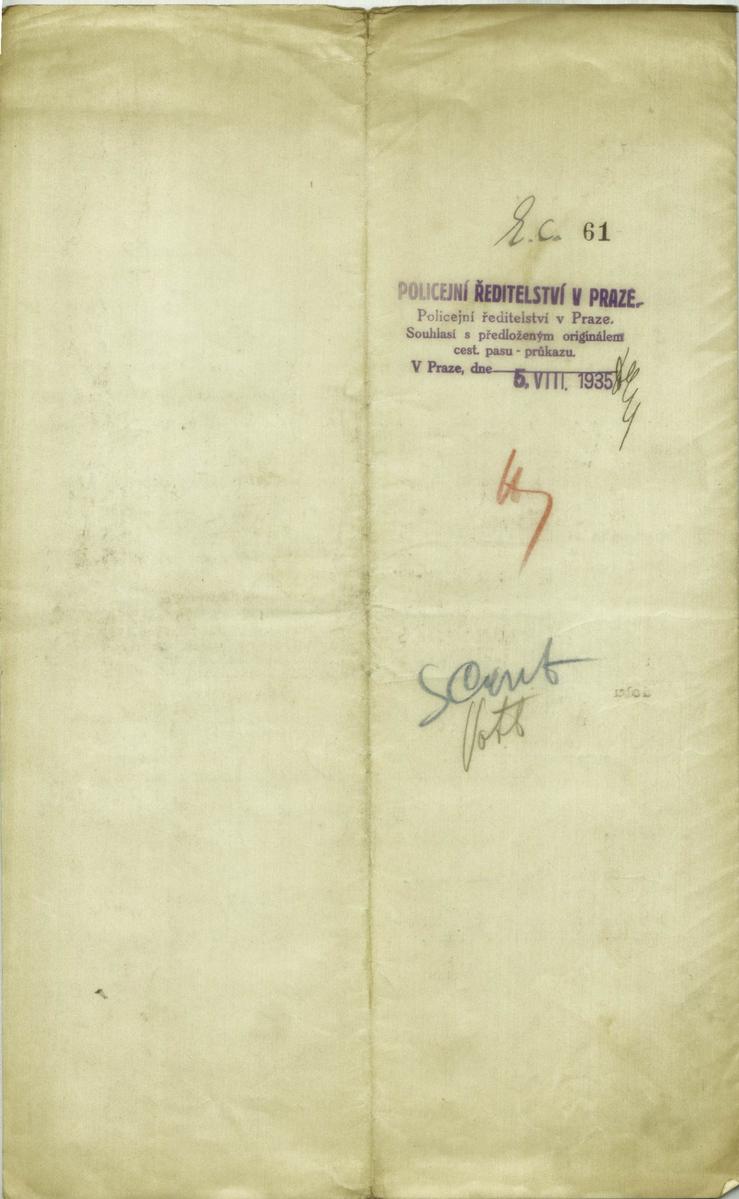 E.C. 61
POLICEJNÍ ŘEDITELSTVÍ V PRAZE.
Policejní ředitelství v Praze.
Souhlasí s předloženým originálem
cest. pasu - průkazu.
V Praze, dne 5. VIII. 1935